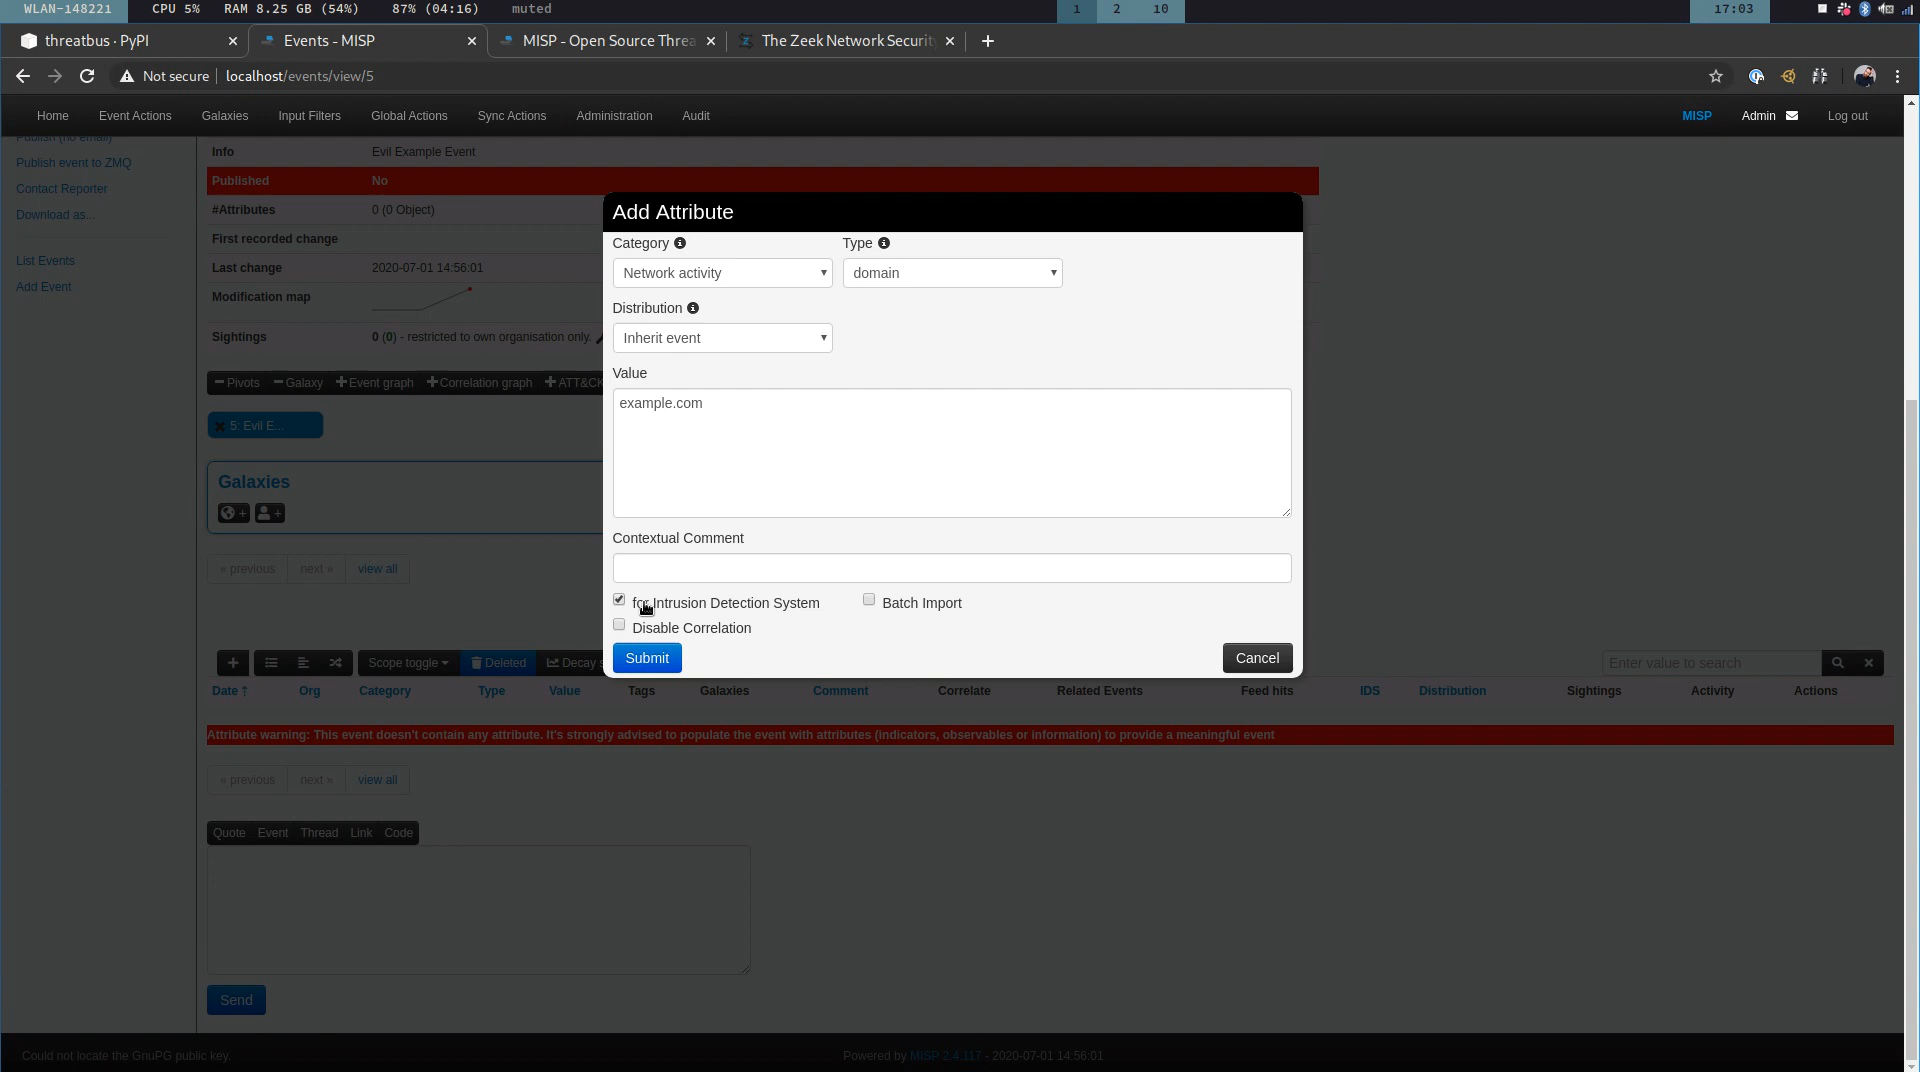 WLAN-148221 CPU 5% RAM 8.25 GB (54%) 87% (04:16) muted 1 2 10 17:03
threatbus · PyPI Events - MISP MISP - Open Source Threa The Zeek Network Securit
Not secure localhost/events/view/5
Home Event Actions Galaxies Input Filters Global Actions Sync Actions Administration Audit MISP Admin Log out
Publish (no email)
Publish event to ZMQ
Contact Reporter
Download as...
List Events
Add Event
Info Evil Example Event
Published No
#Attributes 0 (0 Object)
First recorded change
Last change 2020-07-01 14:56:01
Modification map
Sightings 0 (0) - restricted to own organisation only.
Pivots Galaxy Event graph Correlation graph ATT&CK
5: Evil E...
Galaxies
« previous next » view all
Add Attribute
Category Type
Network activity domain
Distribution
Inherit event
Value
example.com
Contextual Comment
for Intrusion Detection System Batch Import
Disable Correlation
Submit Cancel
Scope toggle Deleted Decay s Enter value to search
Date Org Category Type Value Tags Galaxies Comment Correlate Related Events Feed hits IDS Distribution Sightings Activity Actions
Attribute warning: This event doesn't contain any attribute. It's strongly advised to populate the event with attributes (indicators, observables or information) to provide a meaningful event
« previous next » view all
Quote Event Thread Link Code
Send
Could not locate the GnuPG public key. Powered by MISP 2.4.117 - 2020-07-01 14:56:01